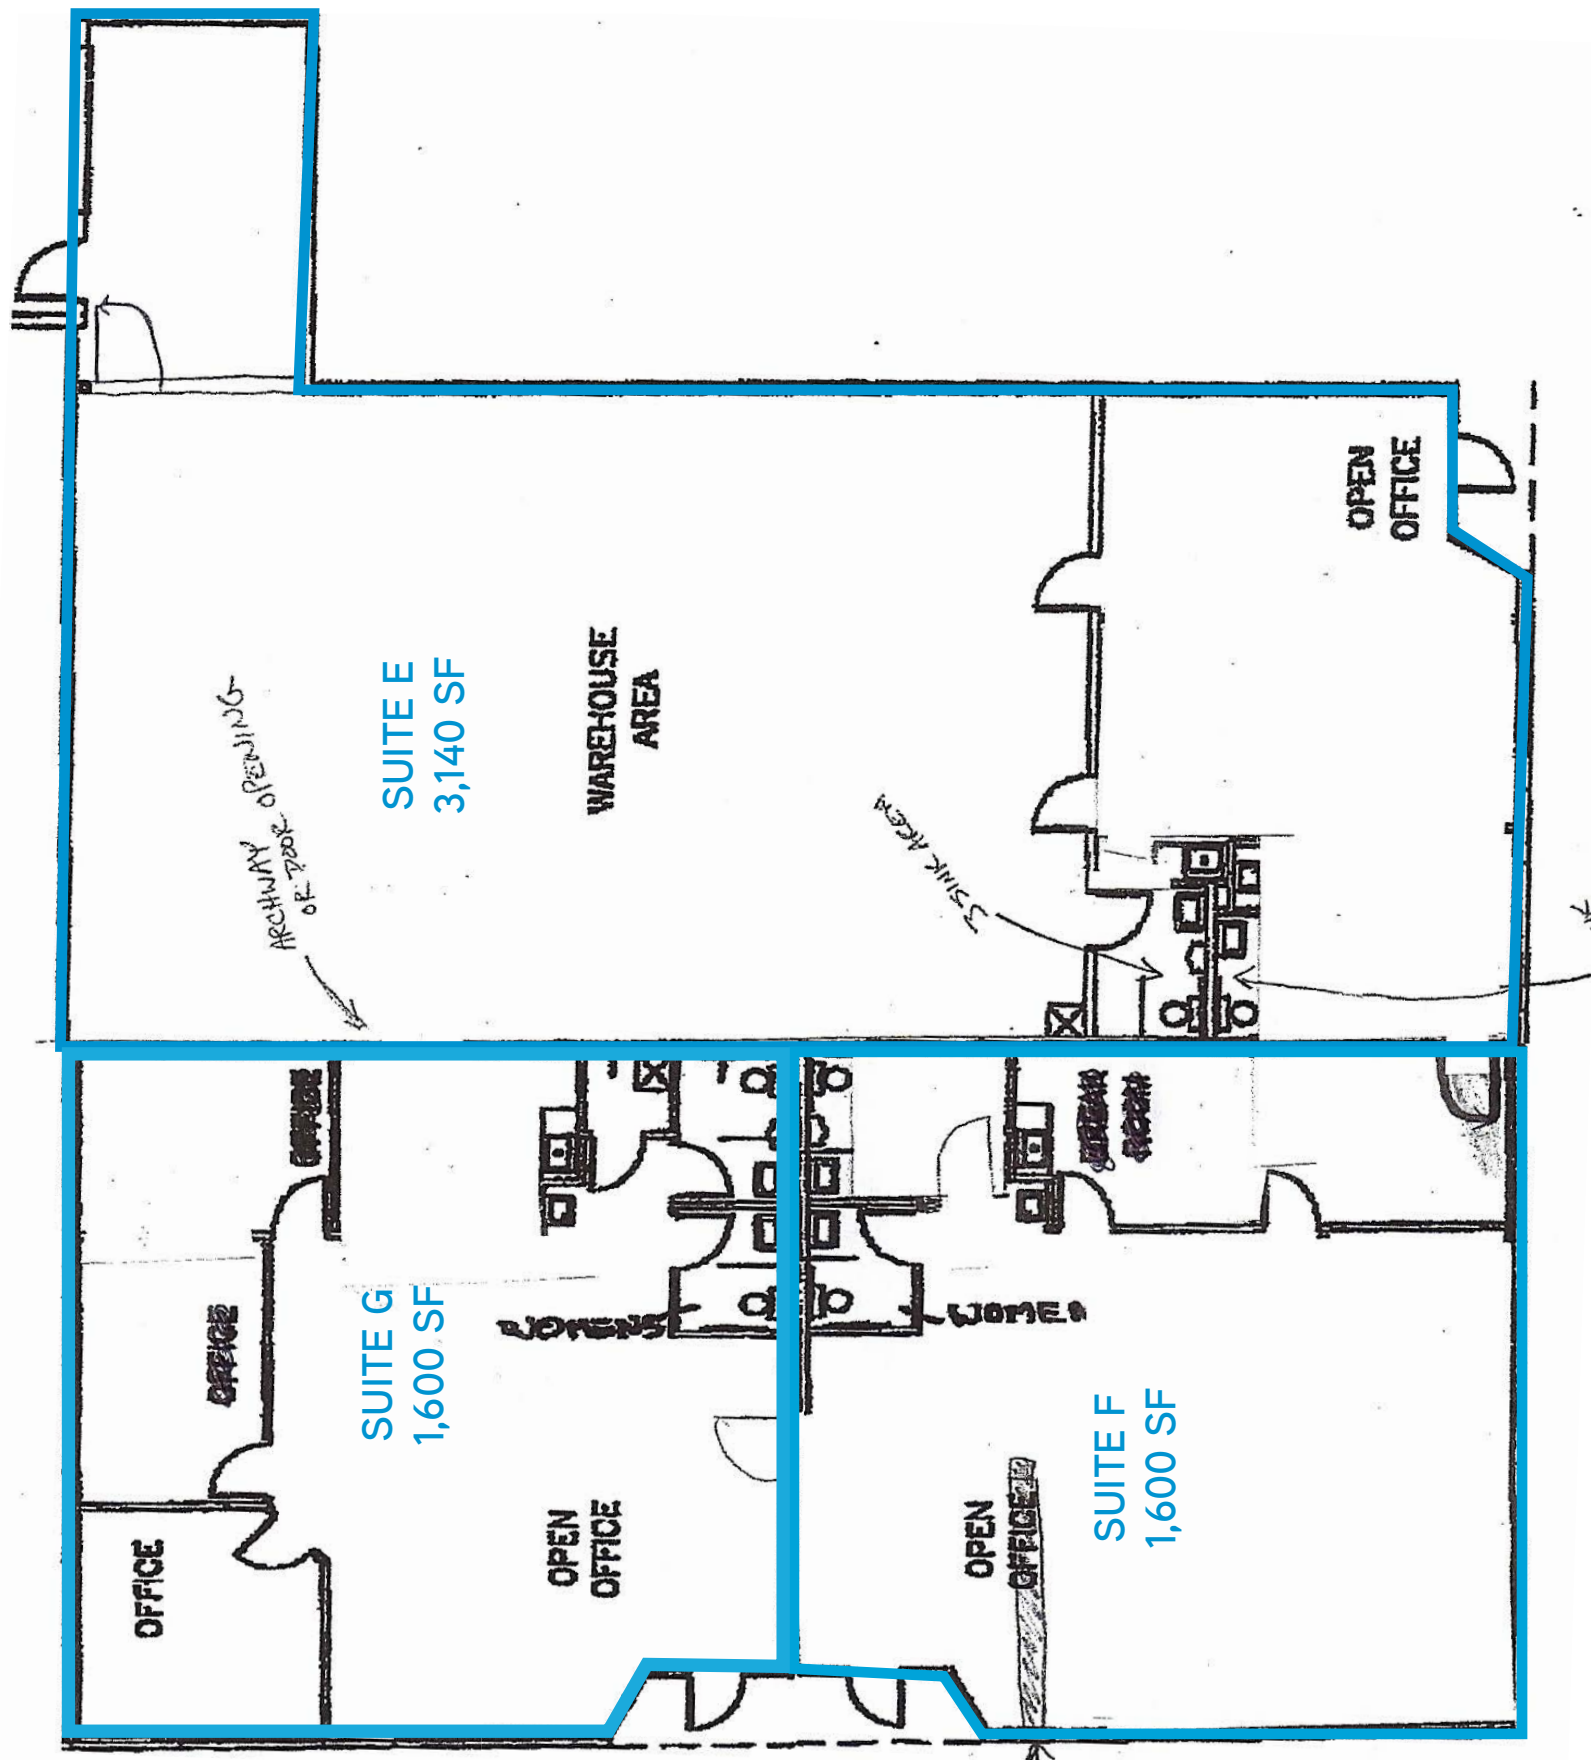 OPEN
OFFICE
SUITE E
3,140 SF
WAREHOUSE
AREA
ARCHWAY OPENING
OR DOOR
3 SINK AREA
OFFICE
OFFICE
OFFICE
SUITE G
1,600 SF
WOMENS
WOMEN
BREAK
ROOM
OPEN
OFFICE
OPEN
OFFICE
SUITE F
1,600 SF